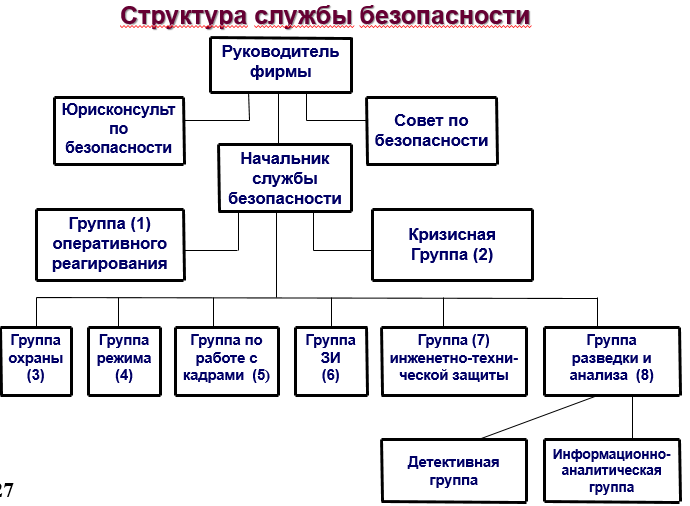 Структура службы безопасности
Руководитель
фирмы
Юрисконсульт
по
безопасности
Совет по
безопасности
Начальник
службы
безопасности
Группа (1)
оперативного
реагирования
Кризисная
Группа (2)
Группа
охраны
(3)
Группа
режима
(4)
Группа по
работе с
кадрами (5)
Группа
ЗИ
(6)
Группа (7)
инженетно-техни-
ческой защиты
Группа
разведки и
анализа (8)
Детективная
группа
Информационно-
аналитическая
группа
27